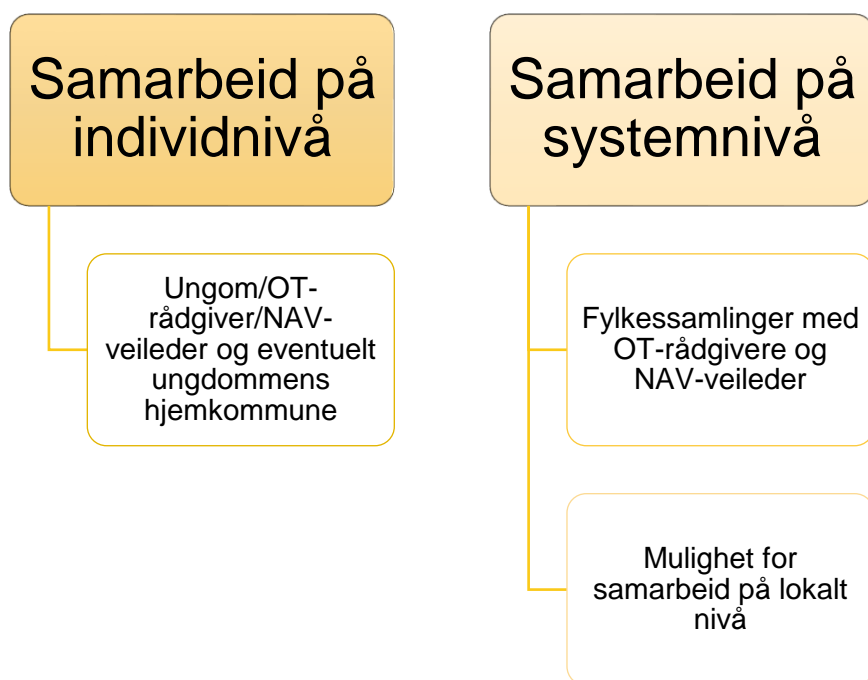 Samarbeid på
individnivå
Ungom/OT-
rådgiver/NAV-
veileder og eventuelt
ungdommens
hjemkommune
Samarbeid på
systemnivå
Fylkessamlinger med
OT-rådgivere og
NAV-veileder
Mulighet for
samarbeid på lokalt
nivå